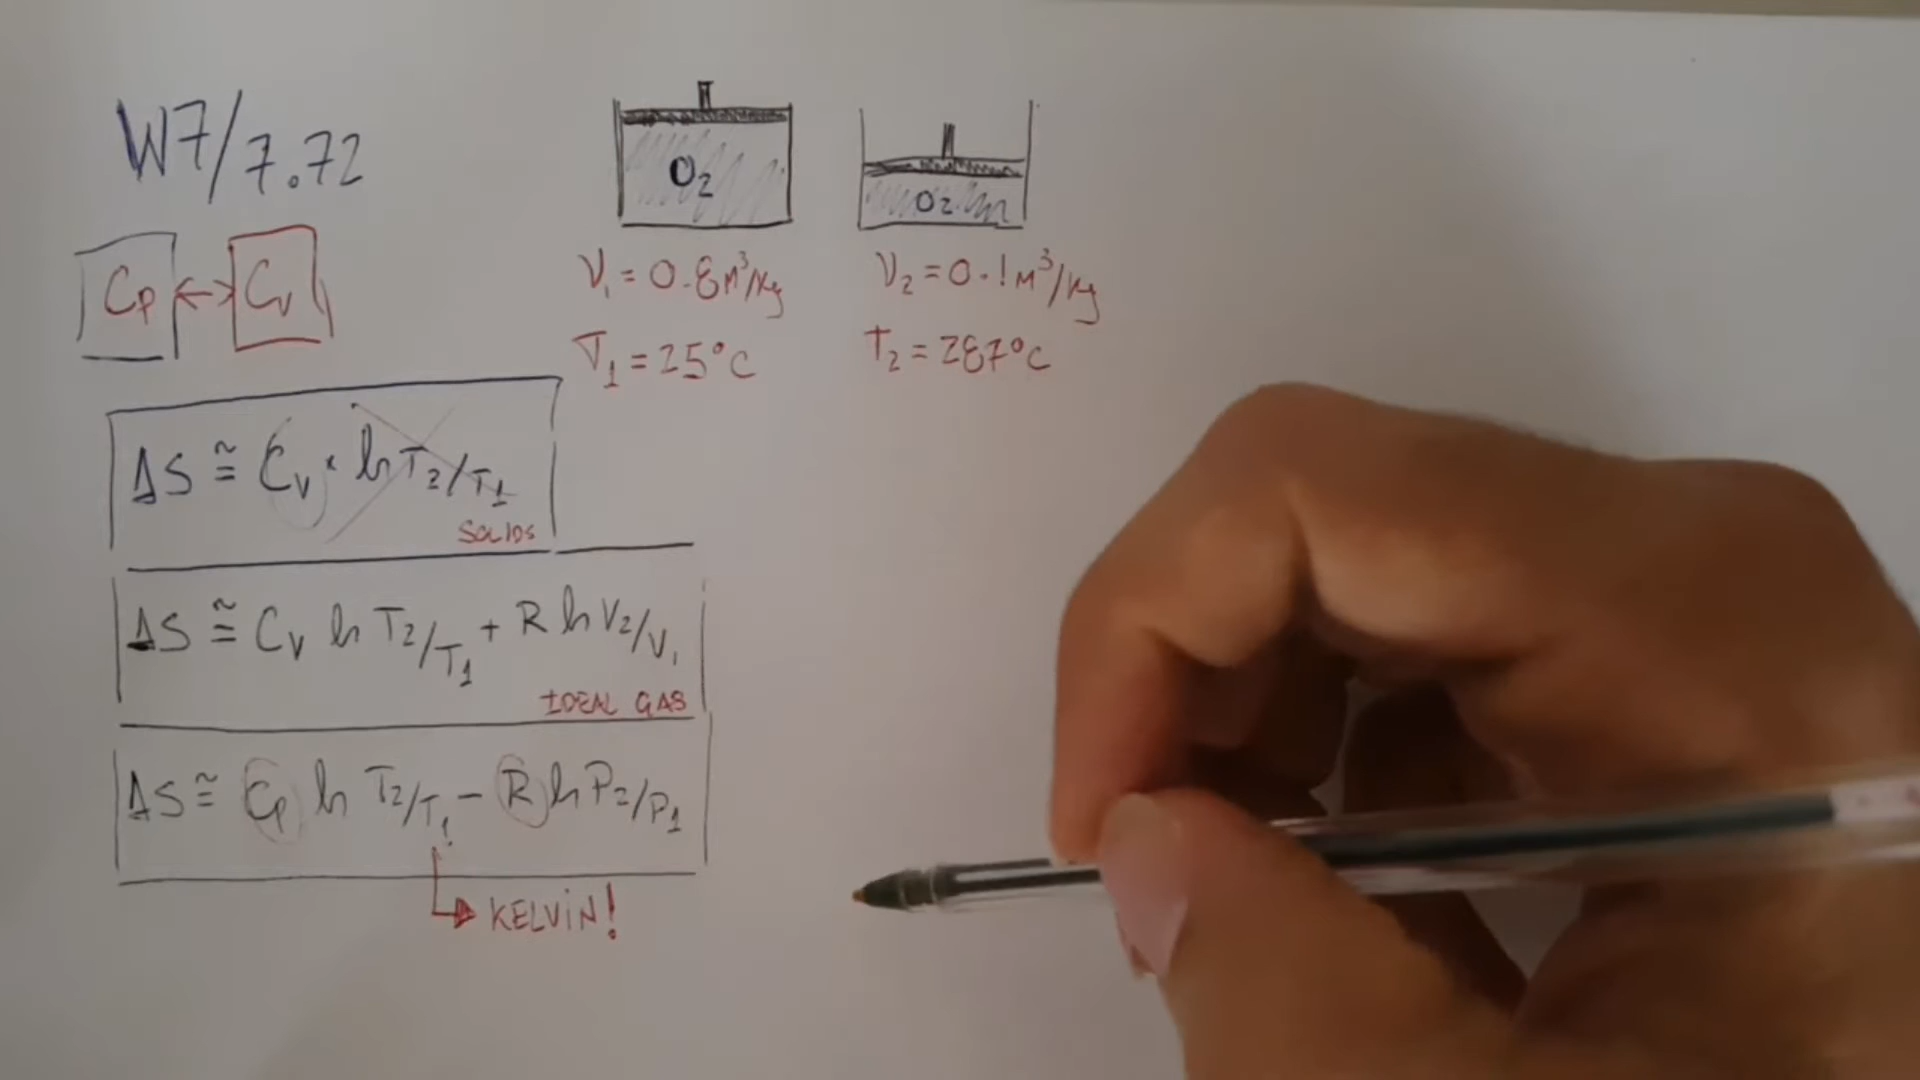 W7/7.72
O2
O2
V1 = 0.8 m³/kg
V2 = 0.1 m³/kg
T1 = 25°C
T2 = 287°C
Cp ↔ Cv
ΔS ≅ Cv · ln T2/T1
SOLIDS
ΔS ≅ Cv ln T2/T1 + R ln V2/V1
IDEAL GAS
ΔS ≅ Cp ln T2/T1 - R ln P2/P1
KELVIN!